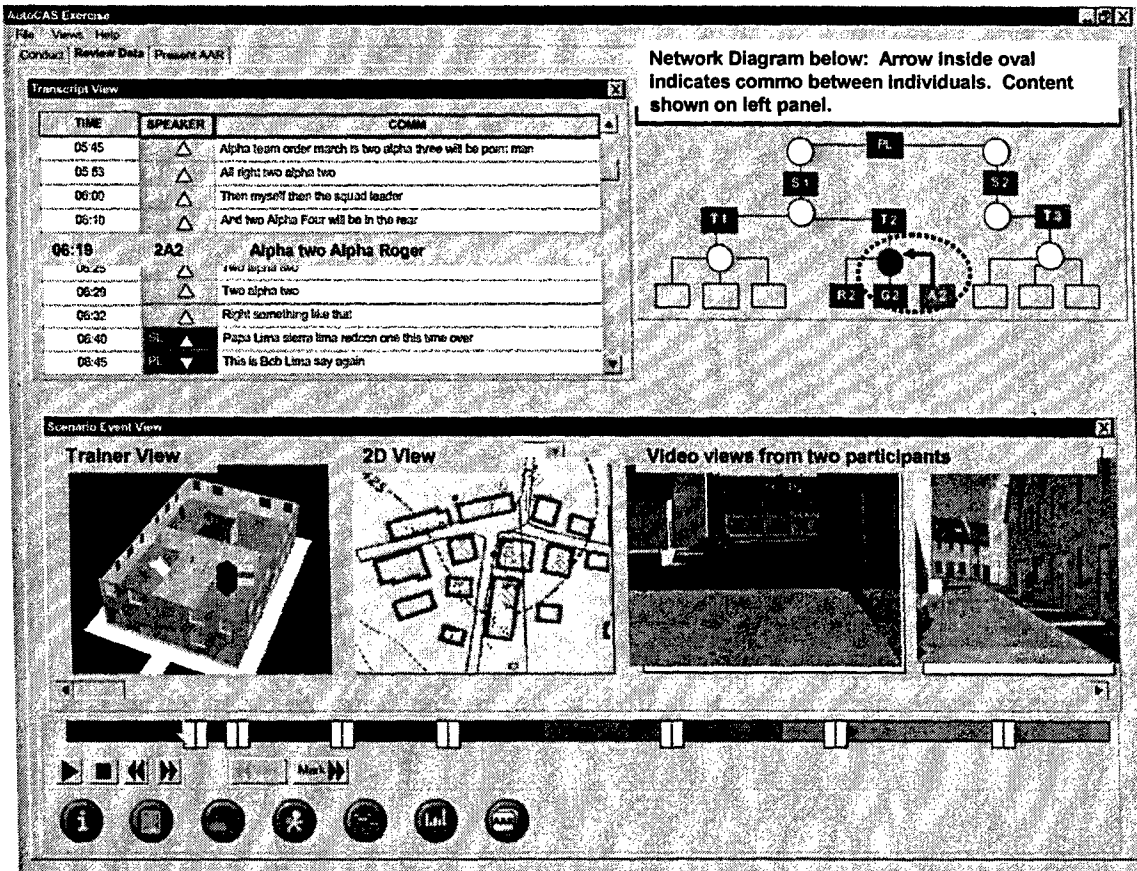 AutoCAS Exercise
File Views Help
Conduct Review Data Present AAR
Network Diagram below: Arrow inside oval
indicates commo between individuals. Content
shown on left panel.
Transcript View
TIME SPEAKER COMM
05:45 Alpha team order march is two alpha three will be point man
05:53 All right two alpha two
06:00 Then myself then the squad leader
06:10 And two Alpha Four will be in the rear
06:19 2A2 Alpha two Alpha Roger
06:25 Two alpha two
06:29 Two alpha two
06:32 Right something like that
06:40 SL Papa Lima sierra lima redcon one this time over
06:45 PL This is Bob Lima say again
PL
S1 S2
T1 T2 T3
R2 G2 A2
Scenario Event View
Trainer View 2D View Video views from two participants
425
Mark
i AAR